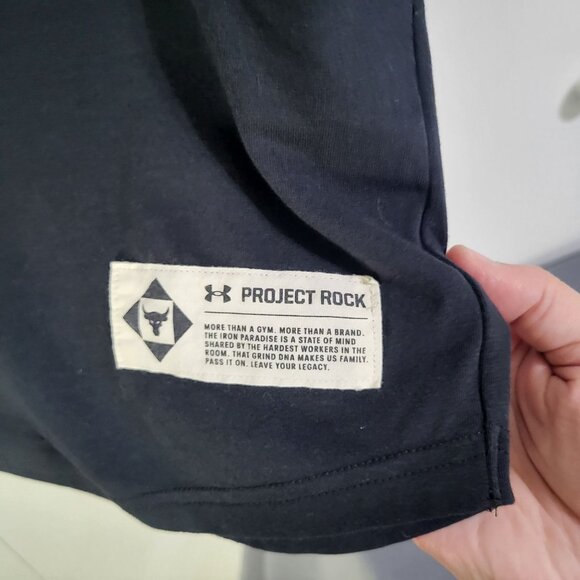 PROJECT ROCK
MORE THAN A GYM. MORE THAN A BRAND.
THE IRON PARADISE IS A STATE OF MIND
SHARED BY THE HARDEST WORKERS IN THE
ROOM. THAT GRIND DNA MAKES US FAMILY.
PASS IT ON. LEAVE YOUR LEGACY.